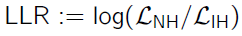 LLR := log(ℒ_NH/ℒ_IH)